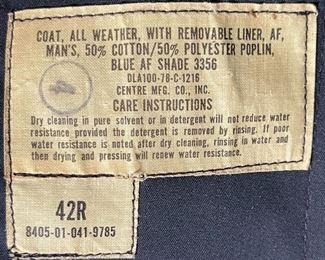 COAT, ALL WEATHER, WITH REMOVABLE LINER, AF,
MAN'S, 50% COTTON/50% POLYESTER POPLIN,
BLUE AF SHADE 3356
DLA100-78-C-1216
CENTRE MFG. CO., INC.
CARE INSTRUCTIONS
Dry cleaning in pure solvent or in detergent will not reduce water
resistance provided the detergent is removed by rinsing. If poor
water resistance is noted after dry cleaning, rinsing in water and
then drying and pressing will renew water resistance.
42R
8405-01-041-9785